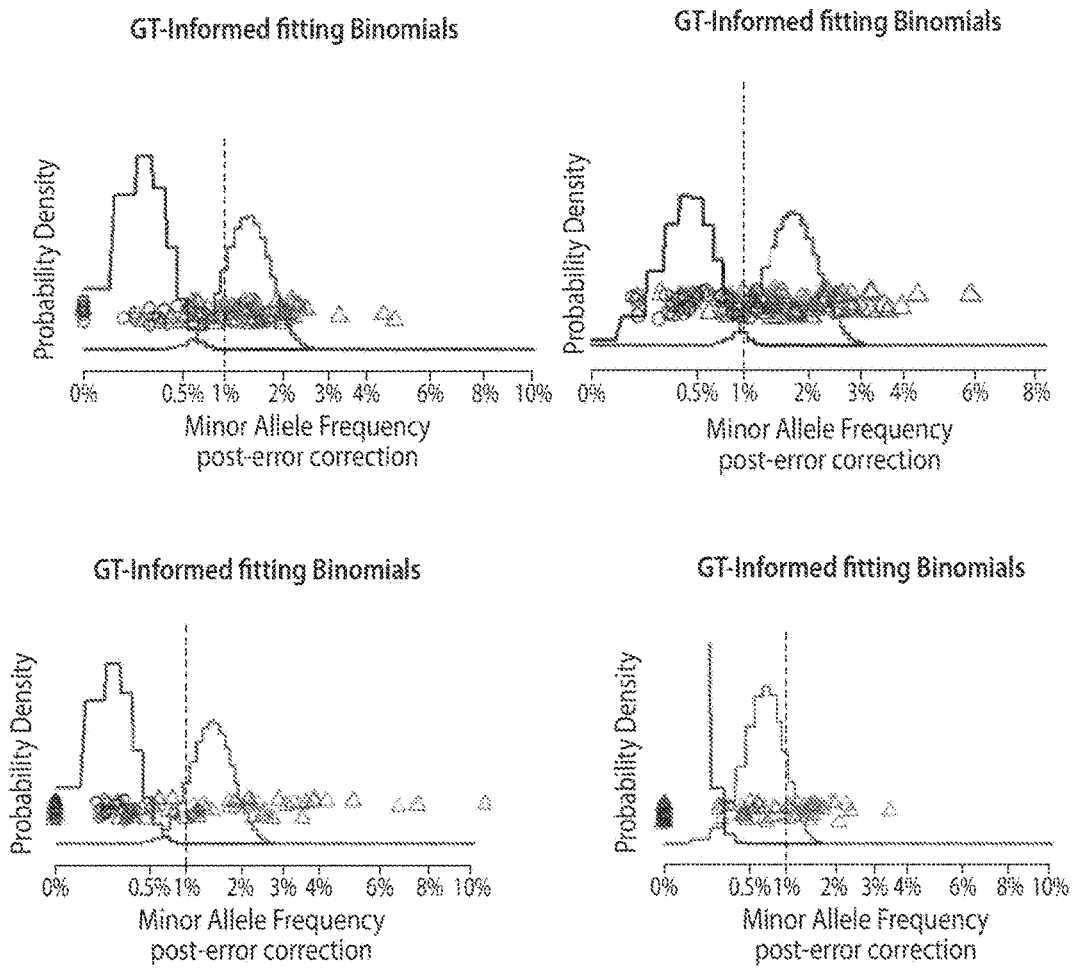 GT-Informed fitting Binomials
Probability Density
0% 0.5% 1% 2% 3% 4% 6% 8% 10%
Minor Allele Frequency
post-error correction
GT-Informed fitting Binomials
Probability Density
0% 0.5% 1% 2% 3% 4% 6% 8%
Minor Allele Frequency
post-error correction
GT-Informed fitting Binomials
Probability Density
0% 0.5% 1% 2% 3% 4% 6% 8% 10%
Minor Allele Frequency
post-error correction
GT-Informed fitting Binomials
Probability Density
0% 0.5% 1% 2% 3% 4% 6% 8% 10%
Minor Allele Frequency
post-error correction